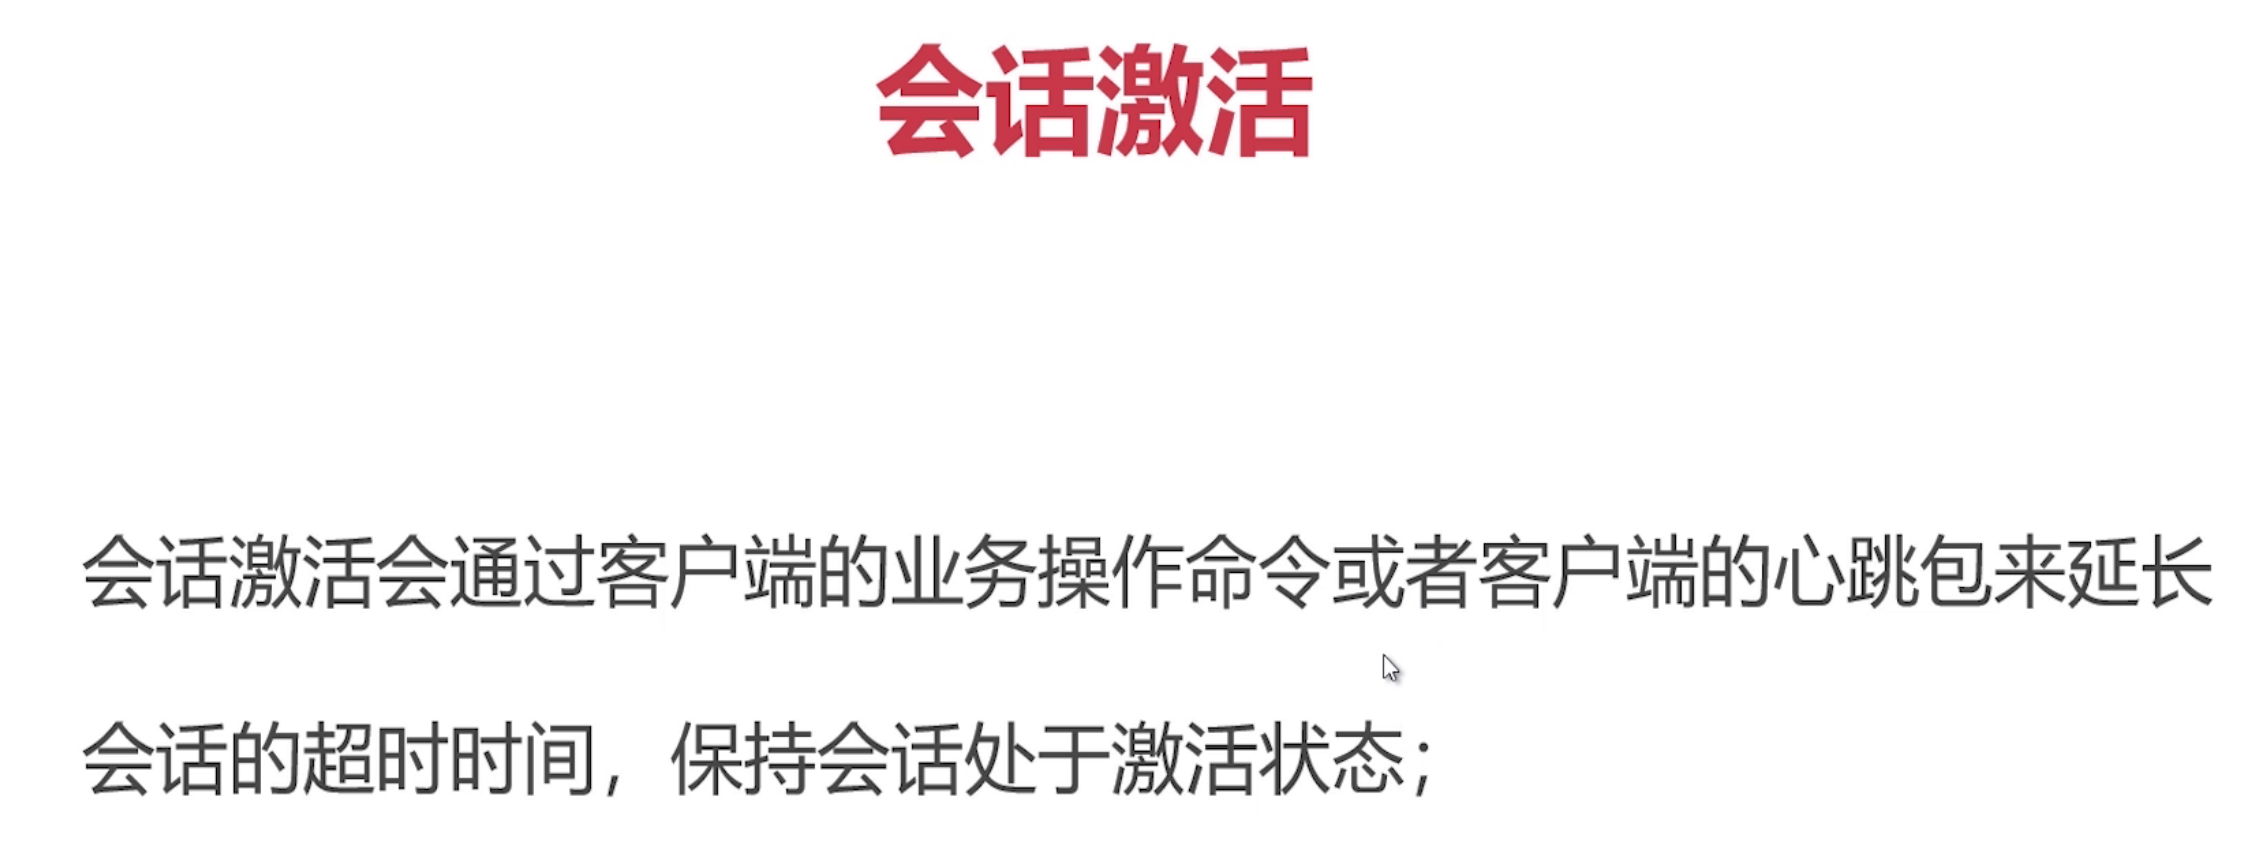 会话激活
会话激活会通过客户端的业务操作命令或者客户端的心跳包来延长
会话的超时时间，保持会话处于激活状态；